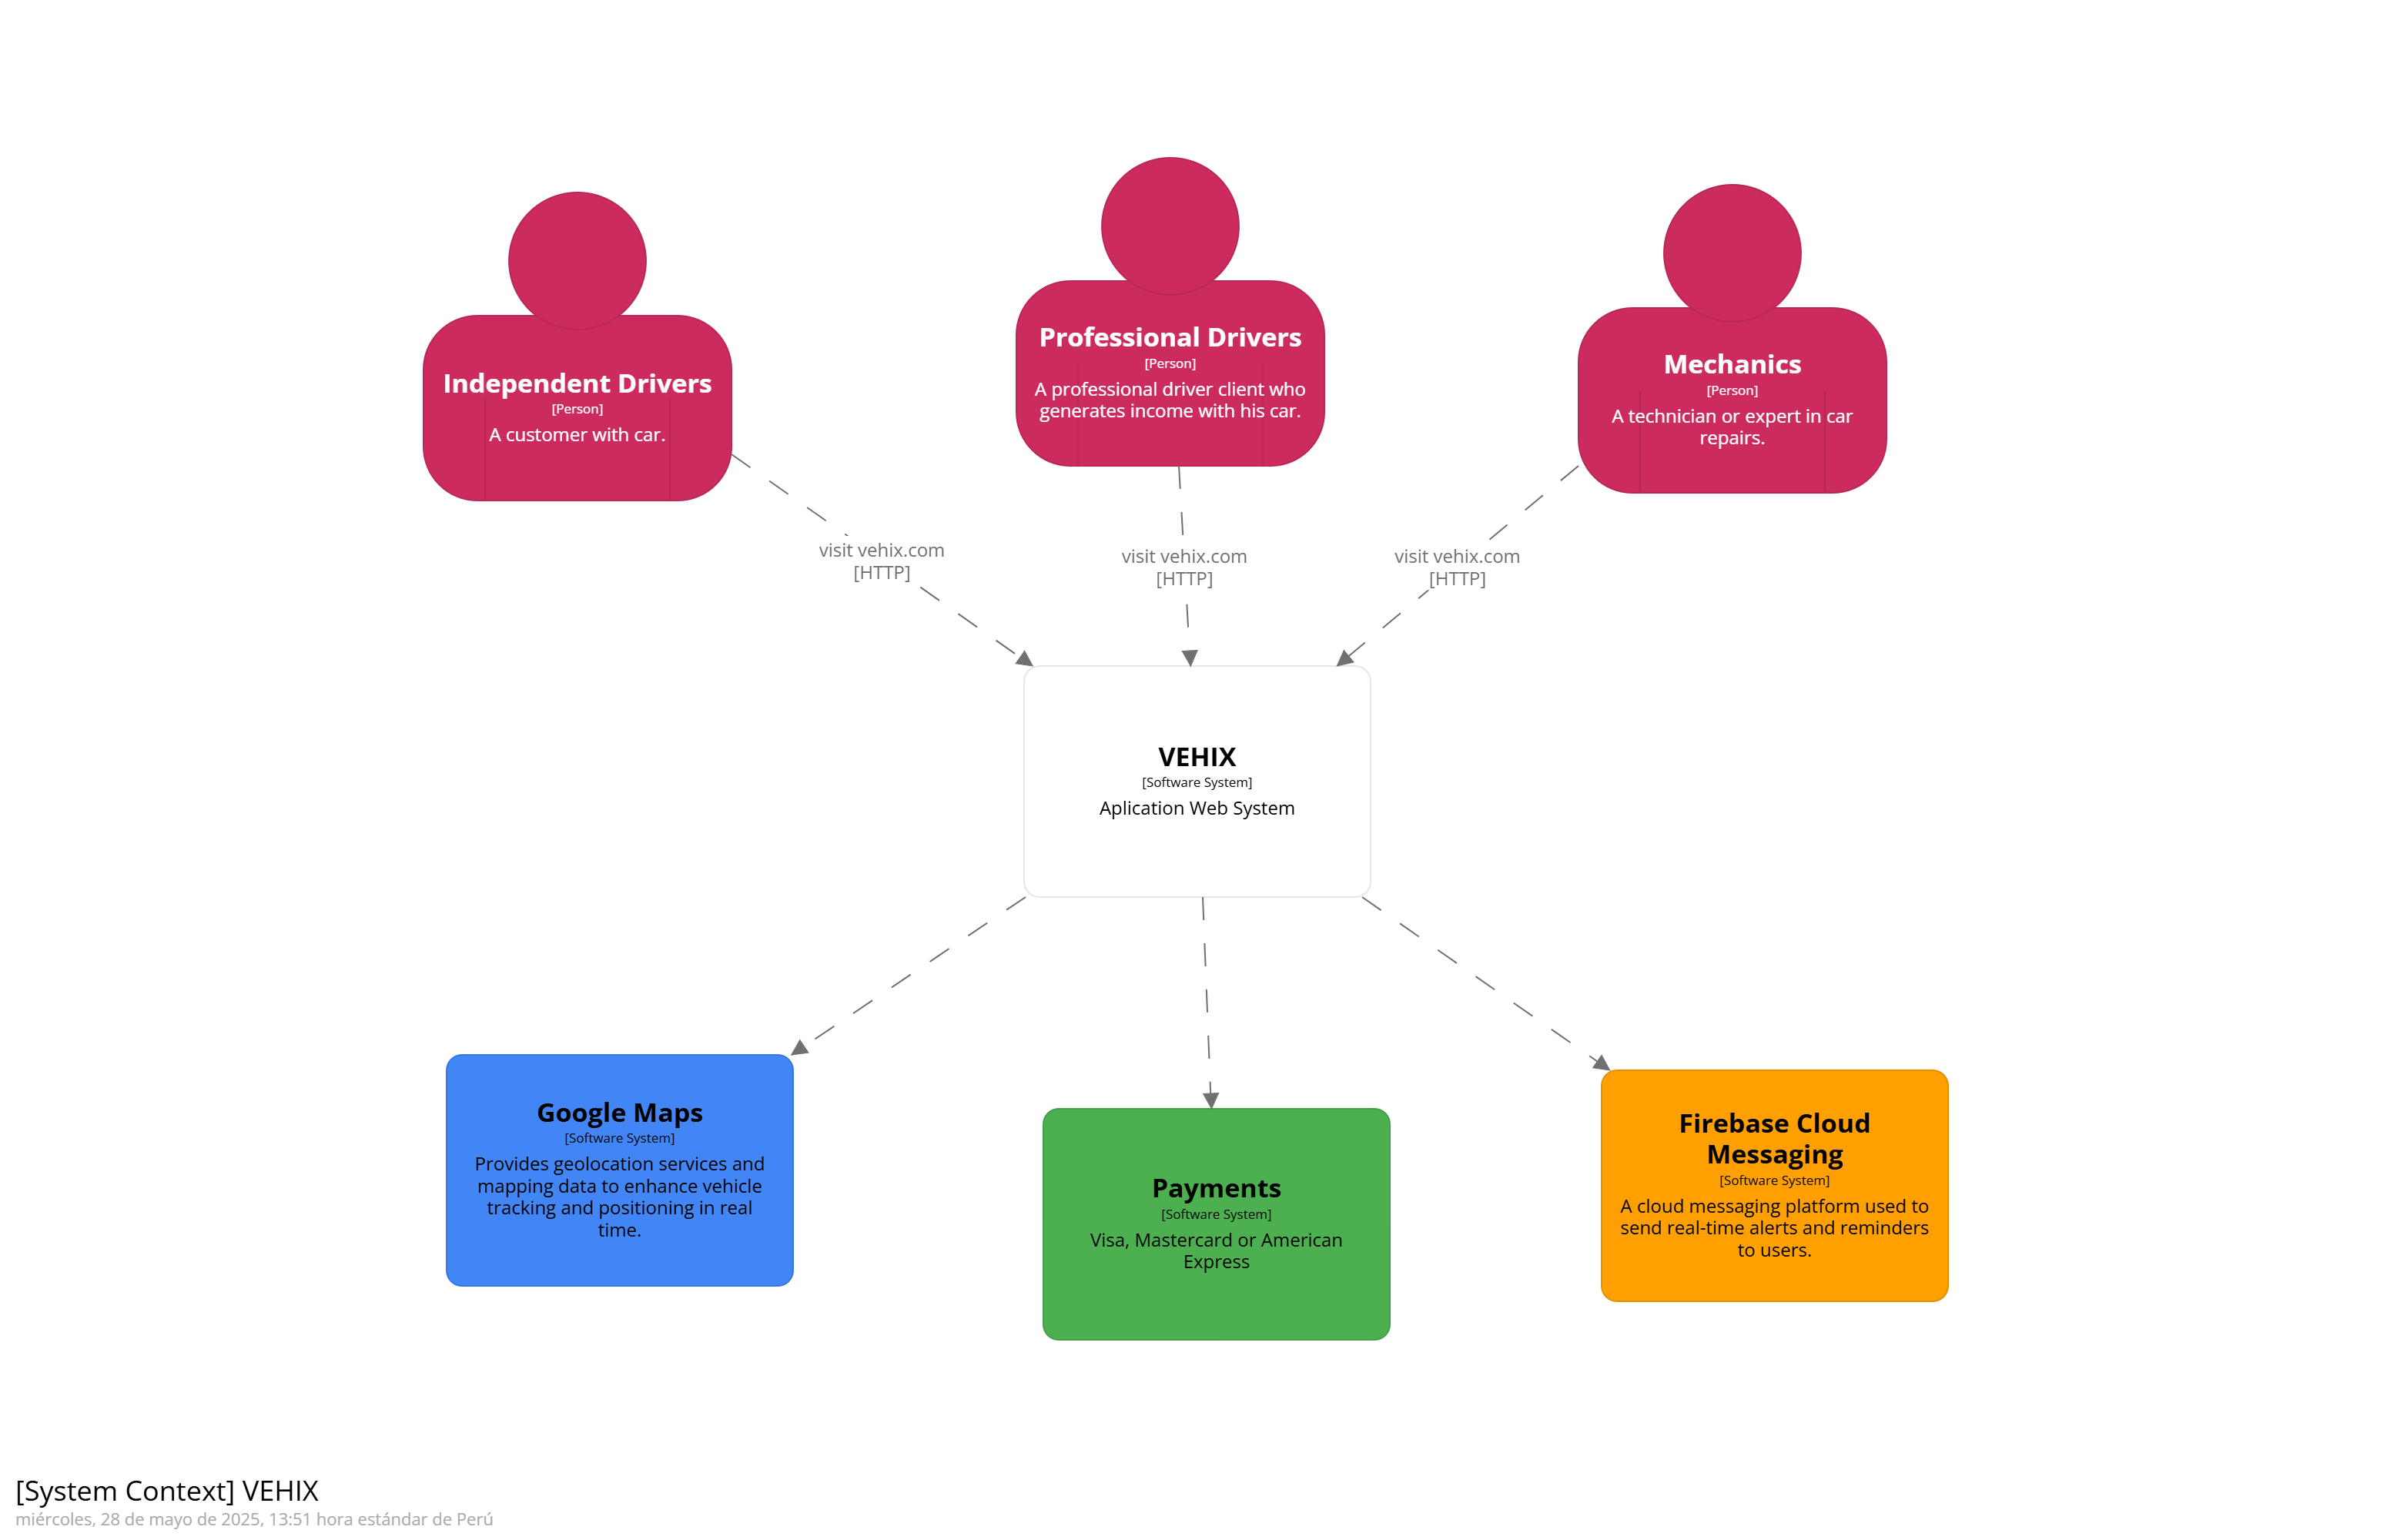 Independent Drivers
[Person]
A customer with car.
Professional Drivers
[Person]
A professional driver client who
generates income with his car.
Mechanics
[Person]
A technician or expert in car
repairs.
visit vehix.com
[HTTP]
visit vehix.com
[HTTP]
visit vehix.com
[HTTP]
VEHIX
[Software System]
Aplication Web System
Google Maps
[Software System]
Provides geolocation services and
mapping data to enhance vehicle
tracking and positioning in real
time.
Payments
[Software System]
Visa, Mastercard or American
Express
Firebase Cloud
Messaging
[Software System]
A cloud messaging platform used to
send real-time alerts and reminders
to users.
[System Context] VEHIX
miércoles, 28 de mayo de 2025, 13:51 hora estándar de Perú